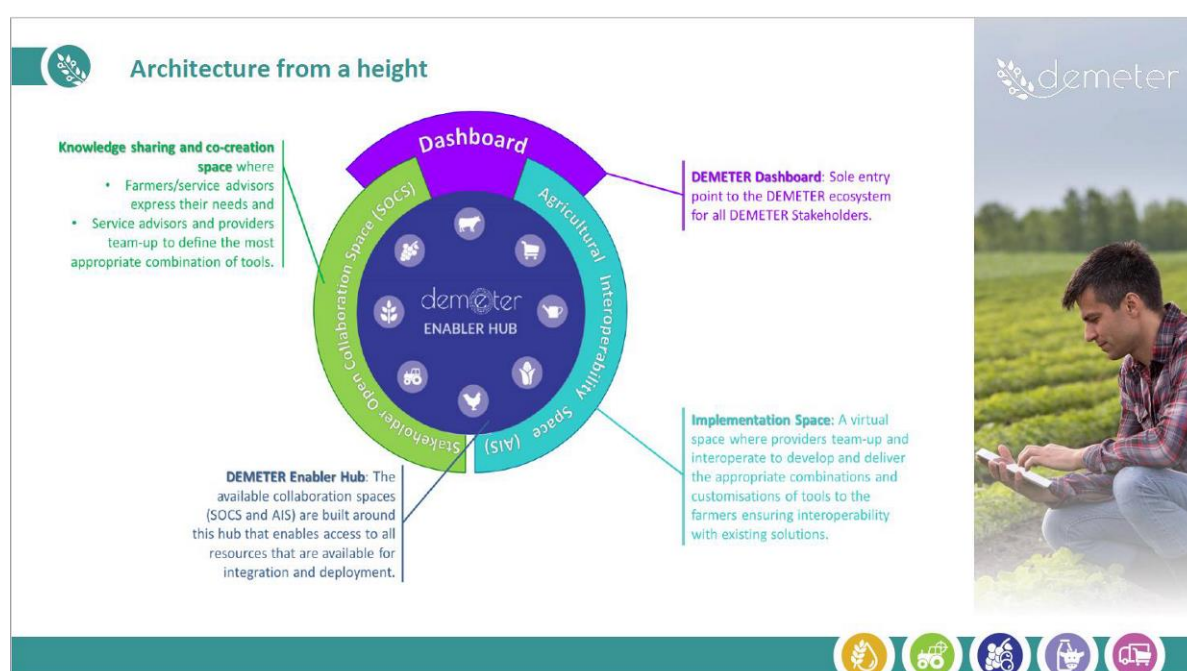 Architecture from a height
demeter
Knowledge sharing and co-creation
space where
• Farmers/service advisors
express their needs and
• Service advisors and providers
team-up to define the most
appropriate combination of tools.
Dashboard
DEMETER Dashboard: Sole entry
point to the DEMETER ecosystem
for all DEMETER Stakeholders.
Stakeholder Open Collaboration Space (SOCS)
Agricultural Interoperability Space (AIS)
demeter
ENABLER HUB
Implementation Space: A virtual
space where providers team-up and
interoperate to develop and deliver
the appropriate combinations and
customisations of tools to the
farmers ensuring interoperability
with existing solutions.
DEMETER Enabler Hub: The
available collaboration spaces
(SOCS and AIS) are built around
this hub that enables access to all
resources that are available for
integration and deployment.